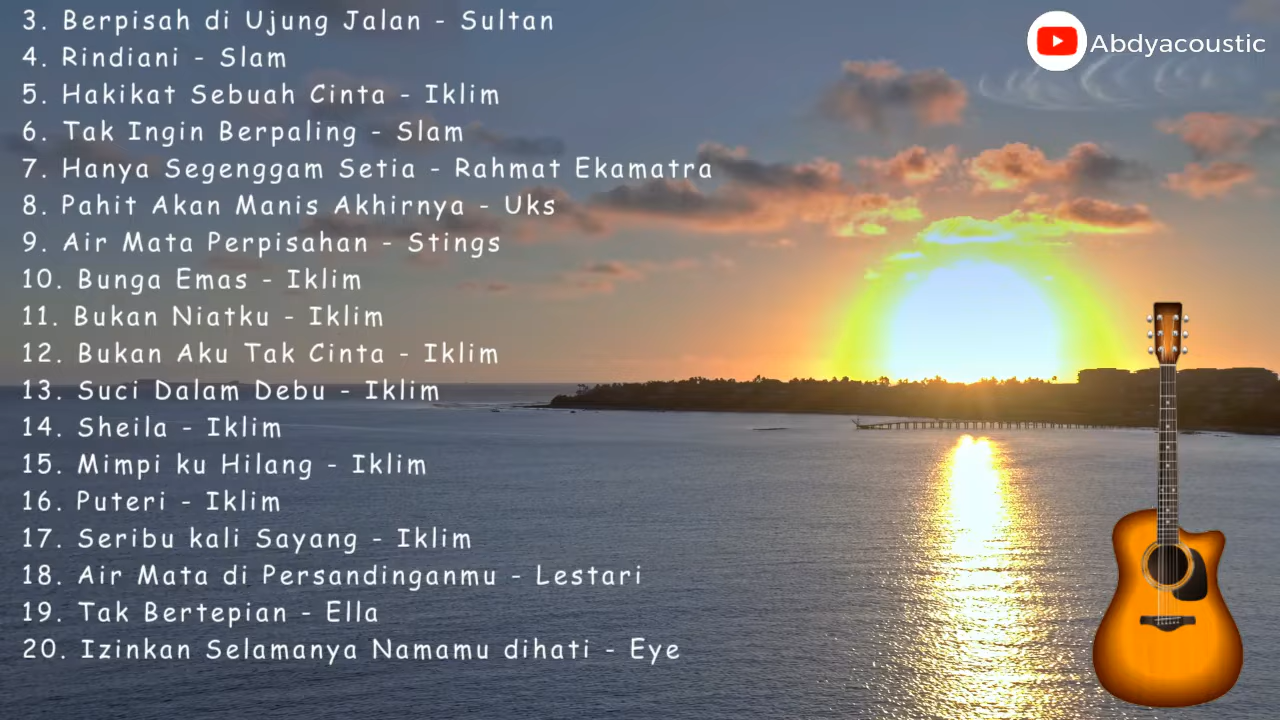 3. Berpisah di Ujung Jalan - Sultan
4. Rindiani - Slam
5. Hakikat Sebuah Cinta - Iklim
6. Tak Ingin Berpaling - Slam
7. Hanya Segenggam Setia - Rahmat Ekamatra
8. Pahit Akan Manis Akhirnya - Uks
9. Air Mata Perpisahan - Stings
10. Bunga Emas - Iklim
11. Bukan Niatku - Iklim
12. Bukan Aku Tak Cinta - Iklim
13. Suci Dalam Debu - Iklim
14. Sheila - Iklim
15. Mimpi ku Hilang - Iklim
16. Puteri - Iklim
17. Seribu kali Sayang - Iklim
18. Air Mata di Persandinganmu - Lestari
19. Tak Bertepian - Ella
20. Izinkan Selamanya Namamu dihati - Eye
Abdyacoustic